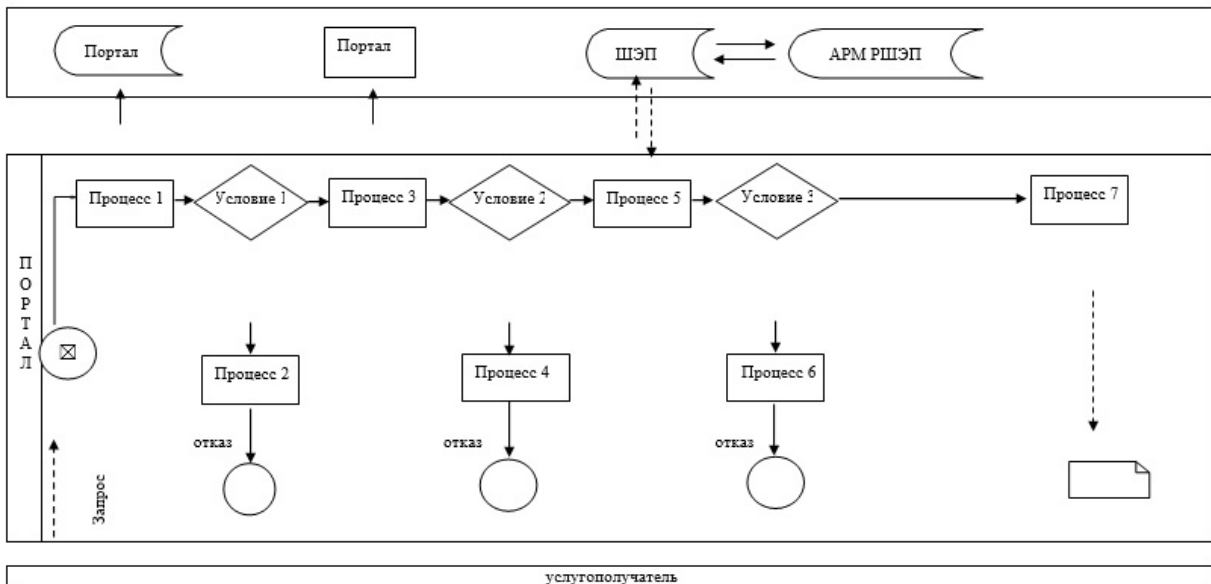 Портал
Портал
ШЭП
АРМ РШЭП
Процесс 1
Условие 1
Процесс 3
Условие 2
Процесс 5
Условие 3
Процесс 7
ПОРТАЛ
Процесс 2
Процесс 4
Процесс 6
отказ
отказ
отказ
Запрос
услугополучатель